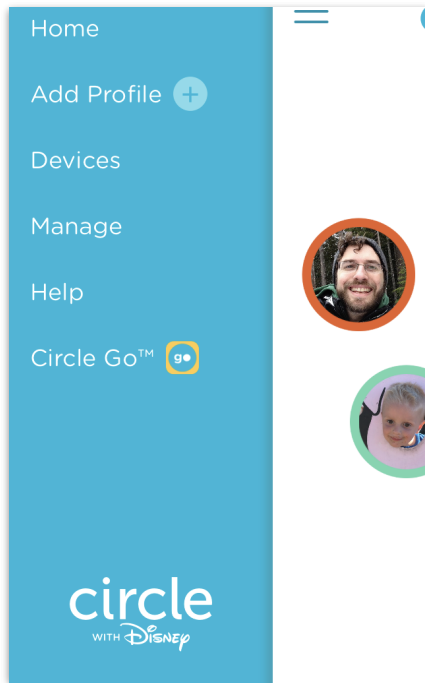 Home
Add Profile +
Devices
Manage
Help
Circle Go™ go
circle
WITH Disney